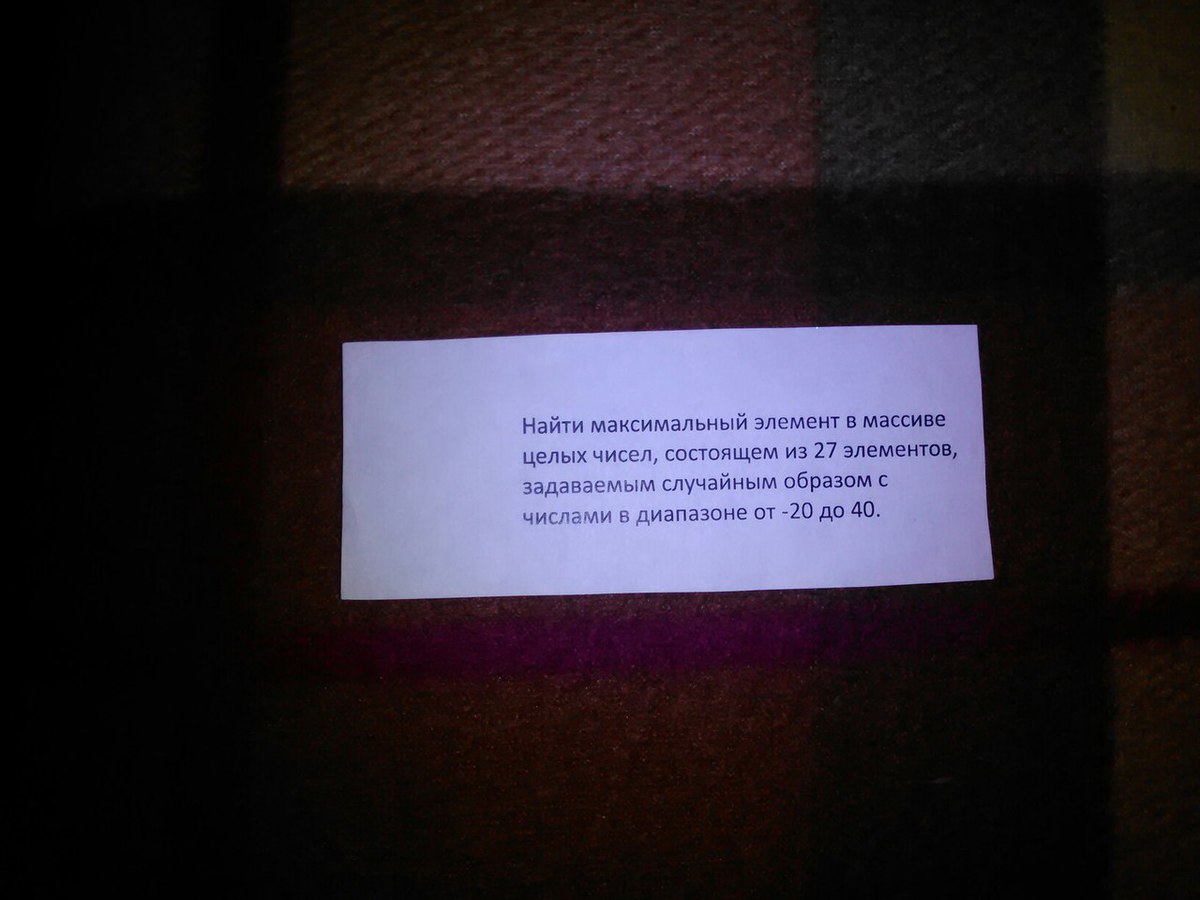 Найти максимальный элемент в массиве
целых чисел, состоящем из 27 элементов,
задаваемым случайным образом с
числами в диапазоне от -20 до 40.